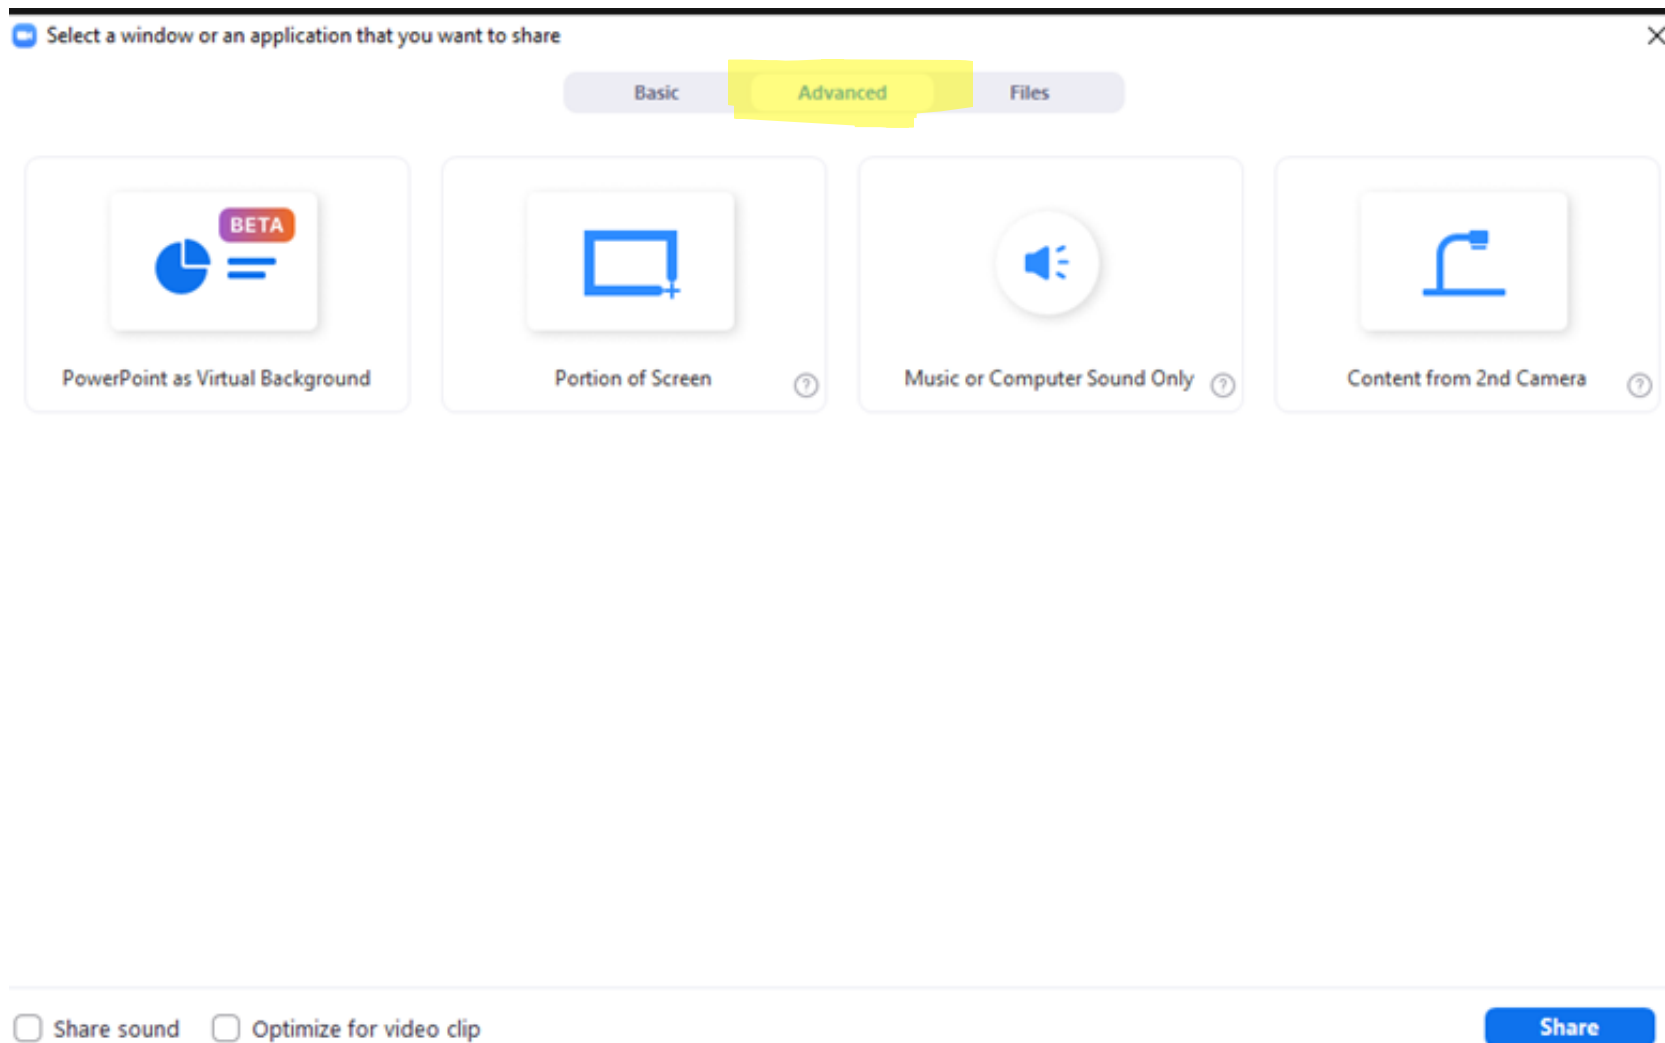 Select a window or an application that you want to share
Basic
Advanced
Files
BETA
PowerPoint as Virtual Background
Portion of Screen
?
Music or Computer Sound Only
?
Content from 2nd Camera
?
Share sound
Optimize for video clip
Share